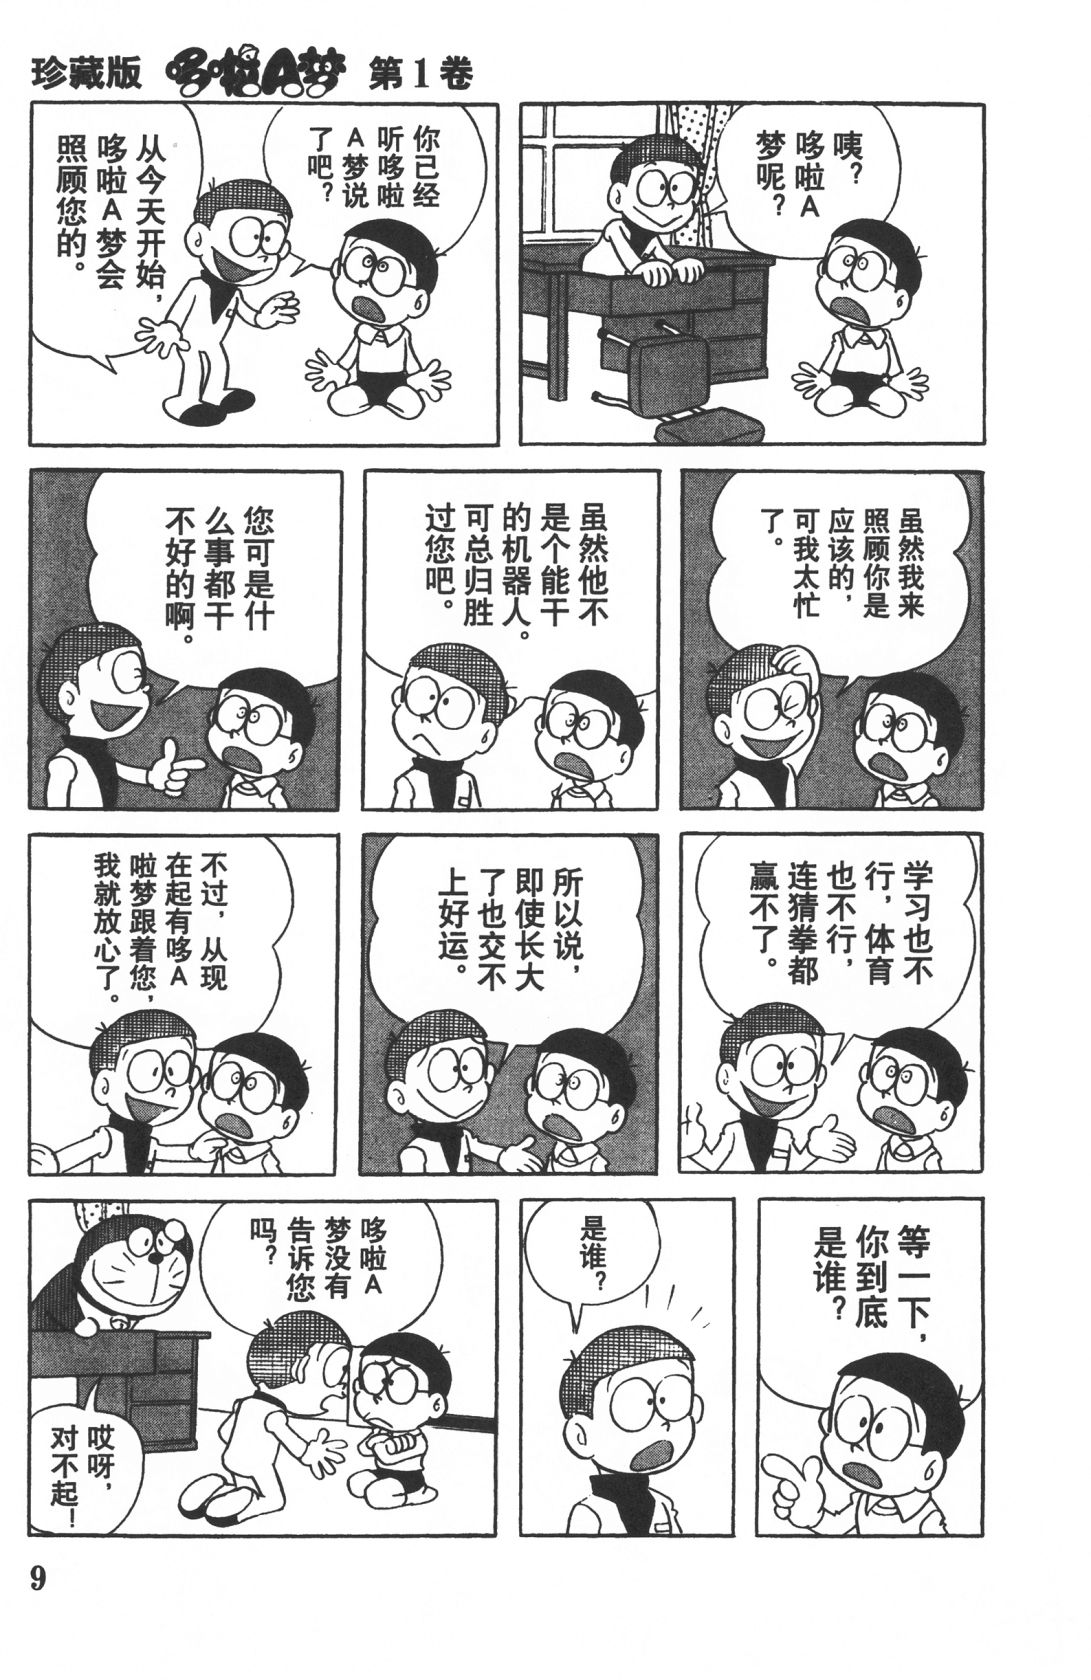 珍藏版 哆啦A梦 第1卷
咦？
哆啦A
梦呢？
你已经
听哆啦
A梦说
了吧？
从今天开始，
哆啦A梦会
照顾您的。
虽然我来
照顾你是
应该的，
可我太忙
了。
虽然他不
是个能干
的机器人。
可总归胜
过您吧。
您可是什
么事都干
不好的啊。
学习也不
行，体育
也不行，
连猜拳都
赢不了。
所以说，
即使长大
了也交不
上好运。
不过，从现
在起有哆A
啦梦跟着您，
我就放心了。
等一下，
你到底
是谁？
是谁？
哆啦A
梦没有
告诉您
吗？
哎呀，
对不起！
9